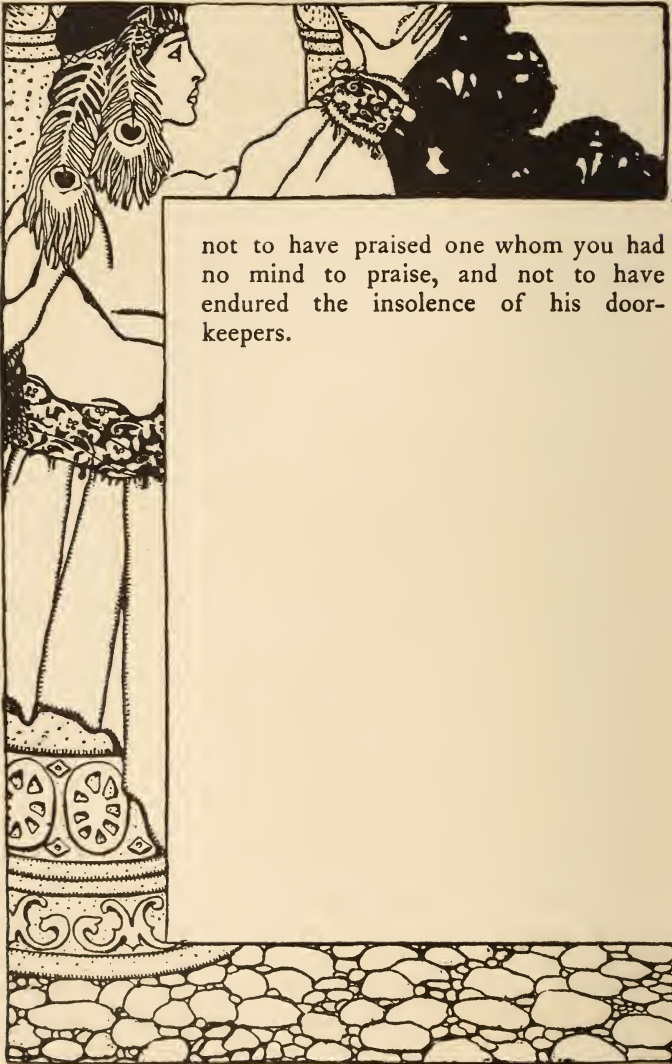 not to have praised one whom you had
no mind to praise, and not to have
endured the insolence of his door-
keepers.